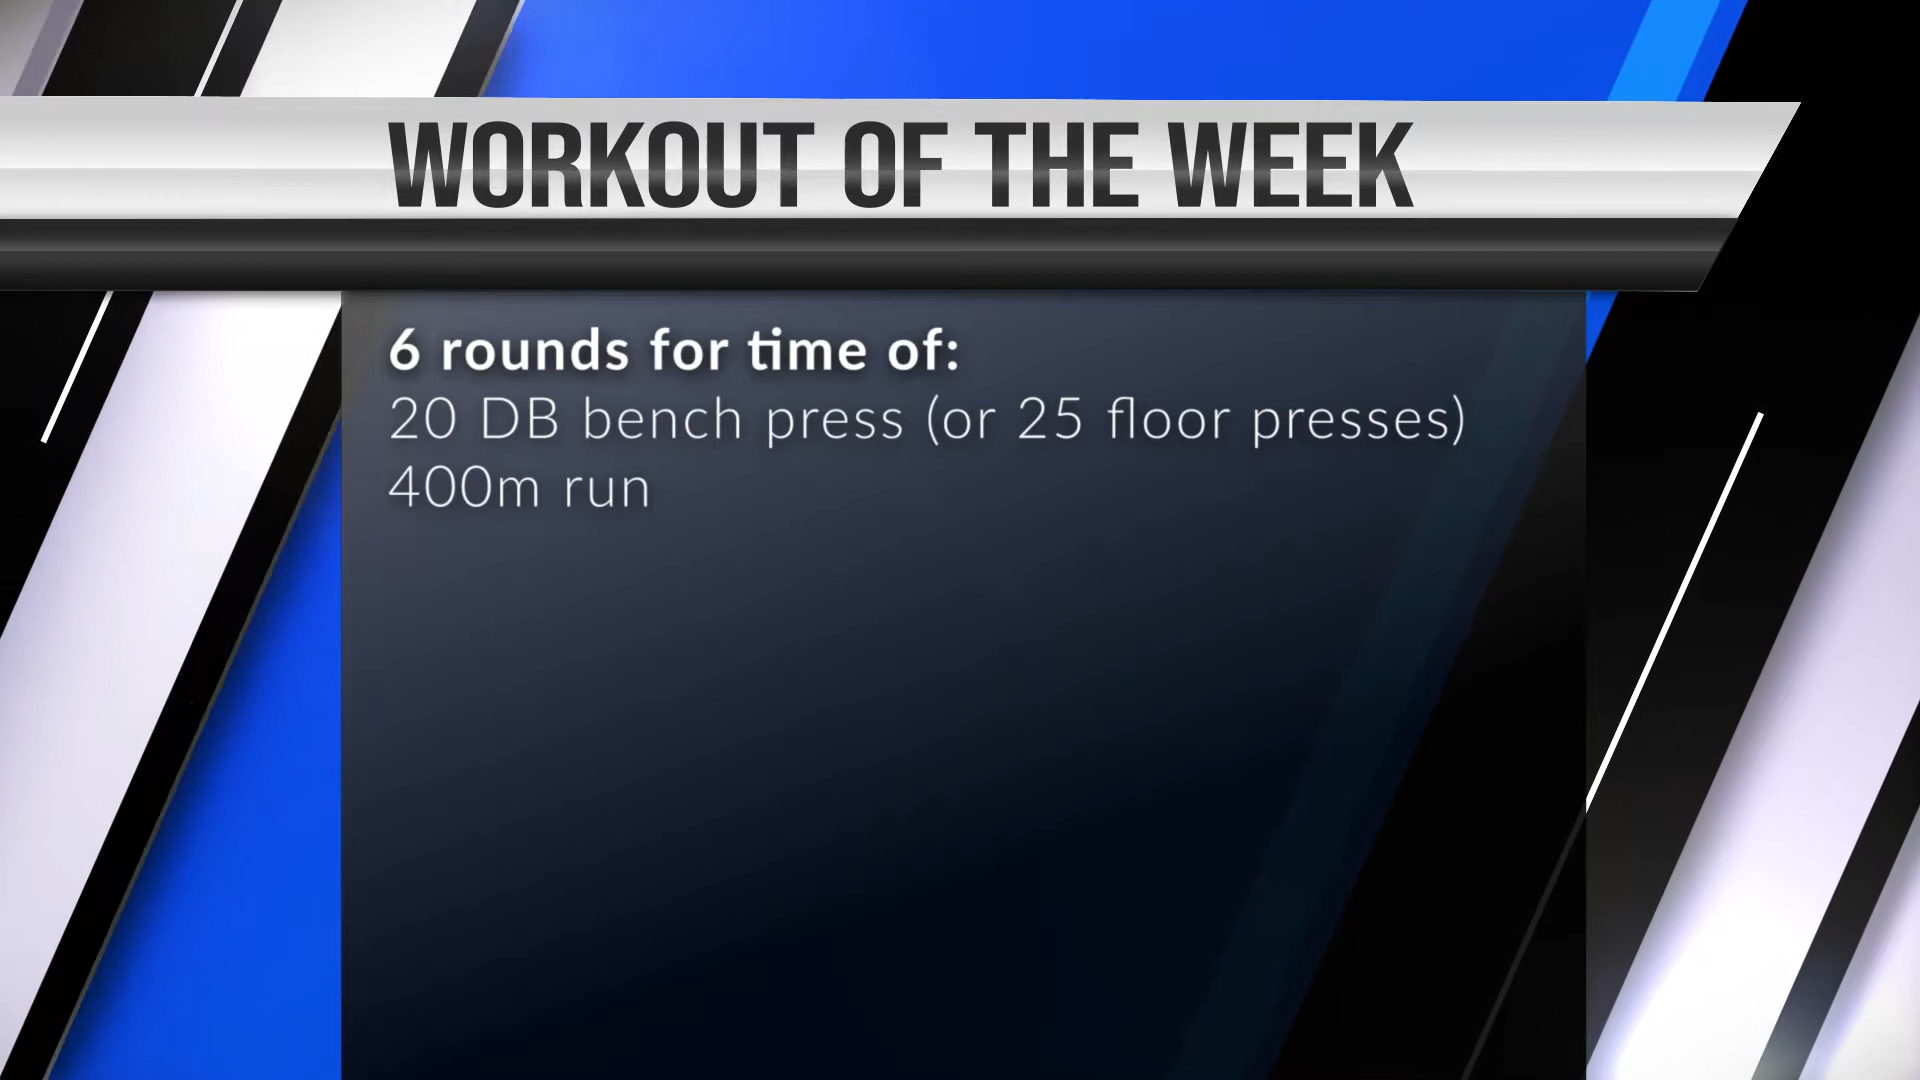 WORKOUT OF THE WEEK
6 rounds for time of:
20 DB bench press (or 25 floor presses)
400m run